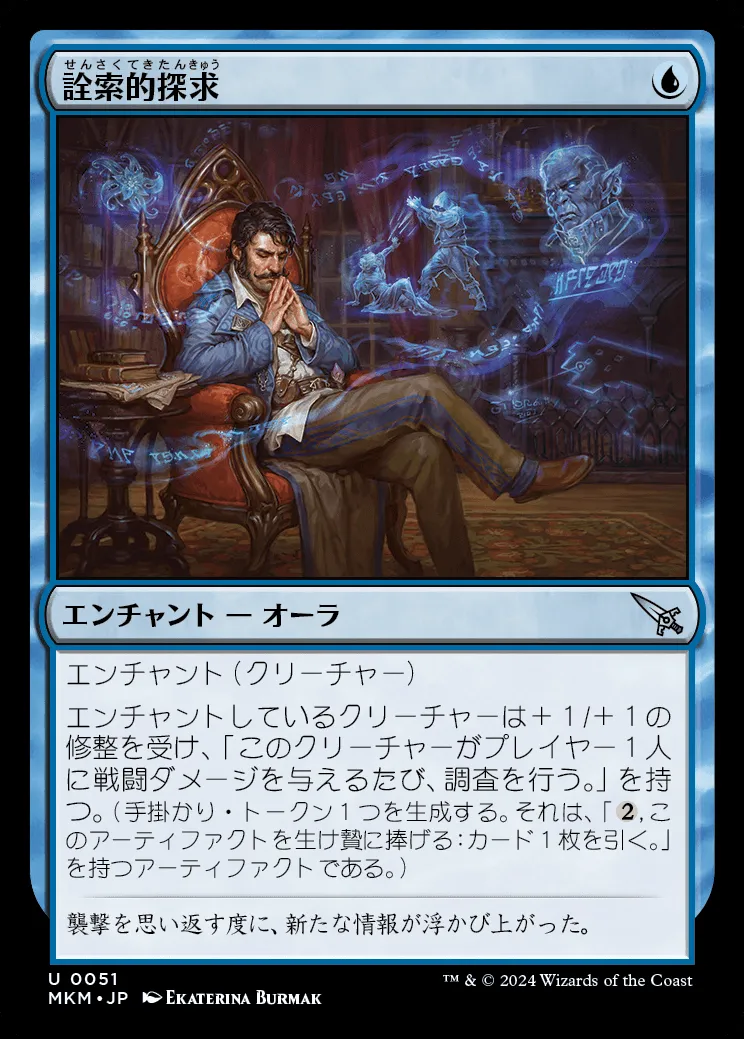 せんさくてきたんきゅう
詮索的探求
エンチャント — オーラ
エンチャント（クリーチャー）
エンチャントしているクリーチャーは＋１/＋１の
修整を受け、「このクリーチャーがプレイヤー１人
に戦闘ダメージを与えるたび、調査を行う。」を持
つ。（手掛かり・トークン１つを生成する。それは、「2,こ
のアーティファクトを生け贄に捧げる：カード１枚を引く。」
を持つアーティファクトである。）
襲撃を思い返す度に、新たな情報が浮かび上がった。
U 0051
MKM • JP Ekaterina Burmak
™ & © 2024 Wizards of the Coast